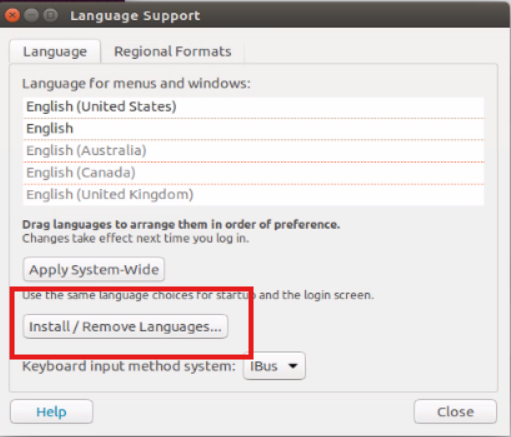 Language Support
Language Regional Formats
Language for menus and windows:
English (United States)
English
English (Australia)
English (Canada)
English (United Kingdom)
Drag languages to arrange them in order of preference.
Changes take effect next time you log in.
Apply System-Wide
Use the same language choices for startup and the login screen.
Install / Remove Languages...
Keyboard input method system: IBus
Help Close